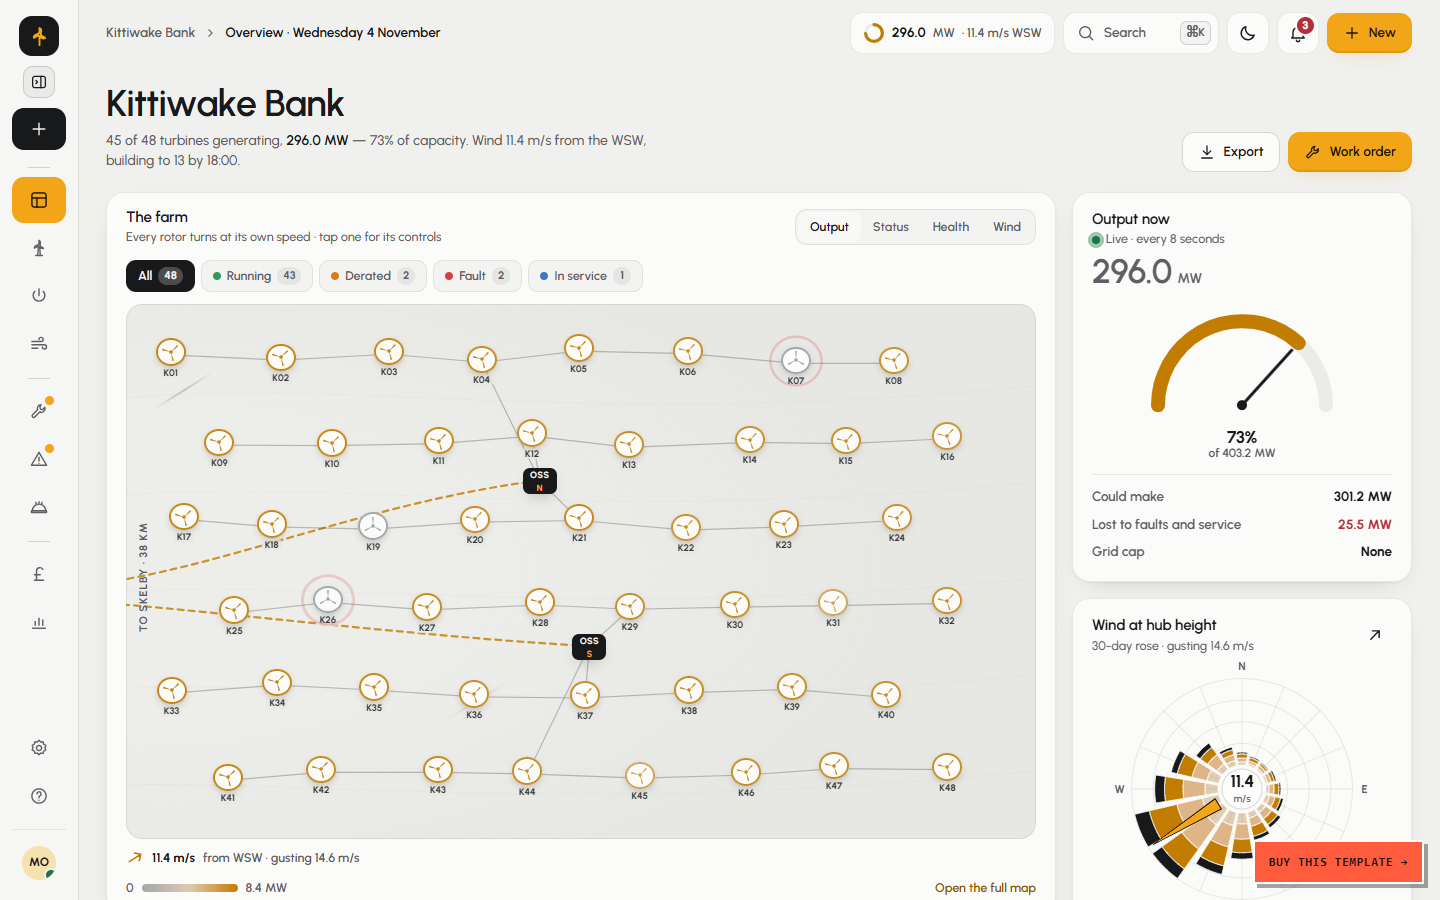 Kittiwake Bank
Overview · Wednesday 4 November
296.0 MW · 11.4 m/s WSW
Search ⌘K
3
New
Kittiwake Bank
45 of 48 turbines generating, 296.0 MW — 73% of capacity. Wind 11.4 m/s from the WSW,
building to 13 by 18:00.
Export
Work order
The farm
Every rotor turns at its own speed · tap one for its controls
Output Status Health Wind
All 48
Running 43
Derated 2
Fault 2
In service 1
K01 K02 K03 K04 K05 K06 K07 K08
K09 K10 K11 K12 K13 K14 K15 K16
OSS
N
K17 K18 K19 K20 K21 K22 K23 K24
TO SKELBY · 38 KM
K25 K26 K27 K28 K29 K30 K31 K32
OSS
S
K33 K34 K35 K36 K37 K38 K39 K40
K41 K42 K43 K44 K45 K46 K47 K48
11.4 m/s from WSW · gusting 14.6 m/s
0 8.4 MW
Open the full map
Output now
Live · every 8 seconds
296.0 MW
73%
of 403.2 MW
Could make 301.2 MW
Lost to faults and service 25.5 MW
Grid cap None
Wind at hub height
30-day rose · gusting 14.6 m/s
N
W
11.4
m/s
E
BUY THIS TEMPLATE →
£
MO